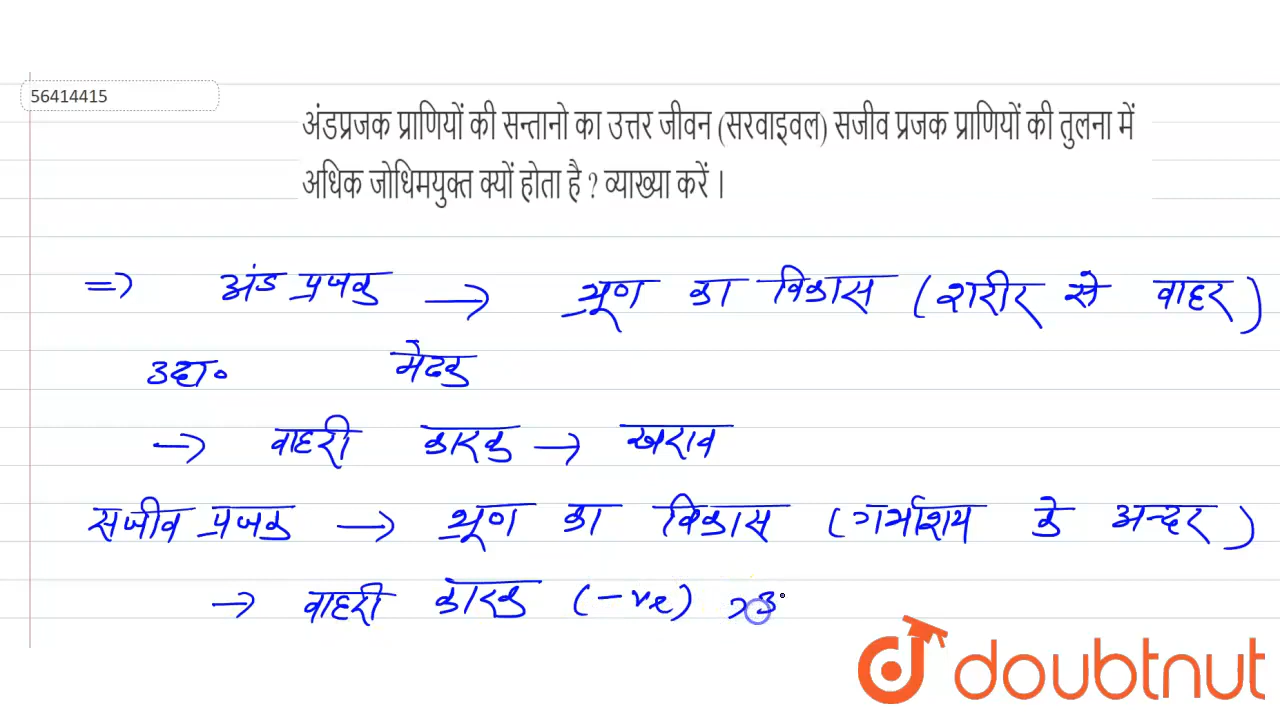 56414415
अंडप्रजक प्राणियों की सन्तानो का उत्तर जीवन (सरवाइवल) सजीव प्रजक प्राणियों की तुलना में
अधिक जोधिमयुक्त क्यों होता है ? व्याख्या करें ।
=> अंड प्रजक → भ्रूण का विकास (शरीर से वाहर)
उदा० मेढक
→ वाहरी कारक → खराव
सजीव प्रजक → भ्रूण का विकास (गर्भाशय के अन्दर)
→ वाहरी कारक (-ve)
doubtnut